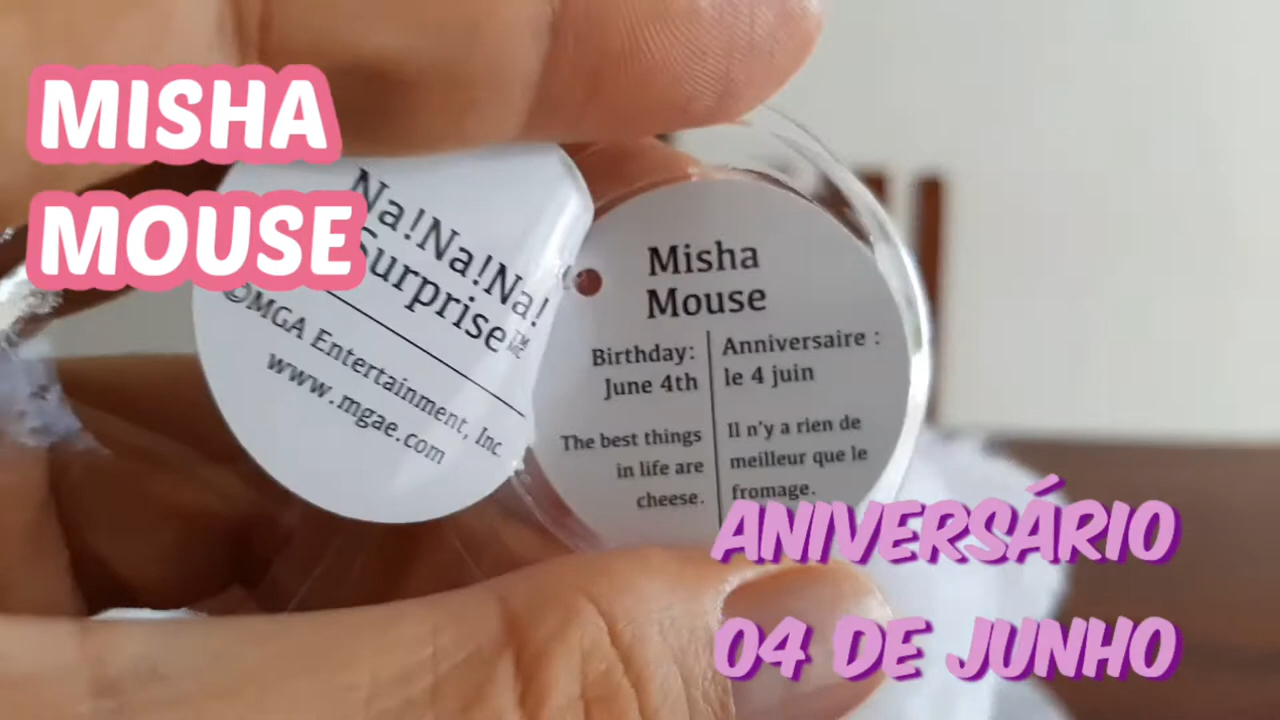 MISHA
MOUSE
Na!Na!Na!
Surprise™
MC
©MGA Entertainment, Inc.
www.mgae.com
Misha
Mouse
Birthday:
June 4th
The best things
in life are
cheese.
Anniversaire :
le 4 juin
Il n'y a rien de
meilleur que le
fromage.
ANIVERSÁRIO
04 DE JUNHO